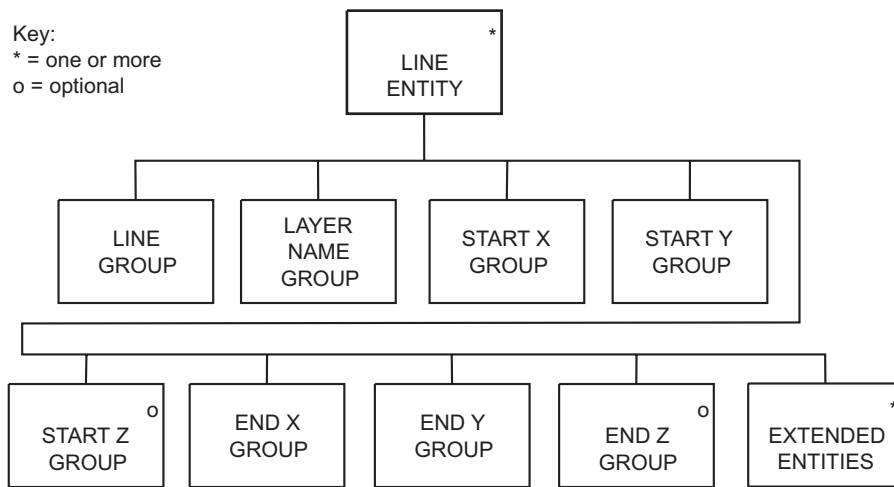 Key:
* = one or more
o = optional
*
LINE
ENTITY
LINE
GROUP
LAYER
NAME
GROUP
START X
GROUP
START Y
GROUP
o
START Z
GROUP
END X
GROUP
END Y
GROUP
o
END Z
GROUP
*
EXTENDED
ENTITIES